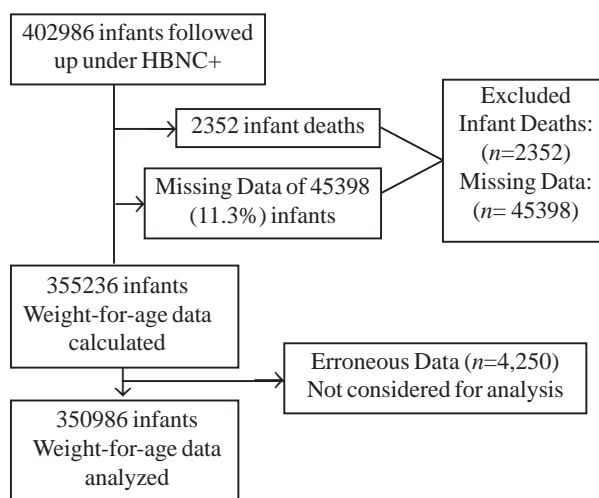 402986 infants followed
up under HBNC+
2352 infant deaths
Missing Data of 45398
(11.3%) infants
Excluded
Infant Deaths:
(n=2352)
Missing Data:
(n= 45398)
355236 infants
Weight-for-age data
calculated
Erroneous Data (n=4,250)
Not considered for analysis
350986 infants
Weight-for-age data
analyzed